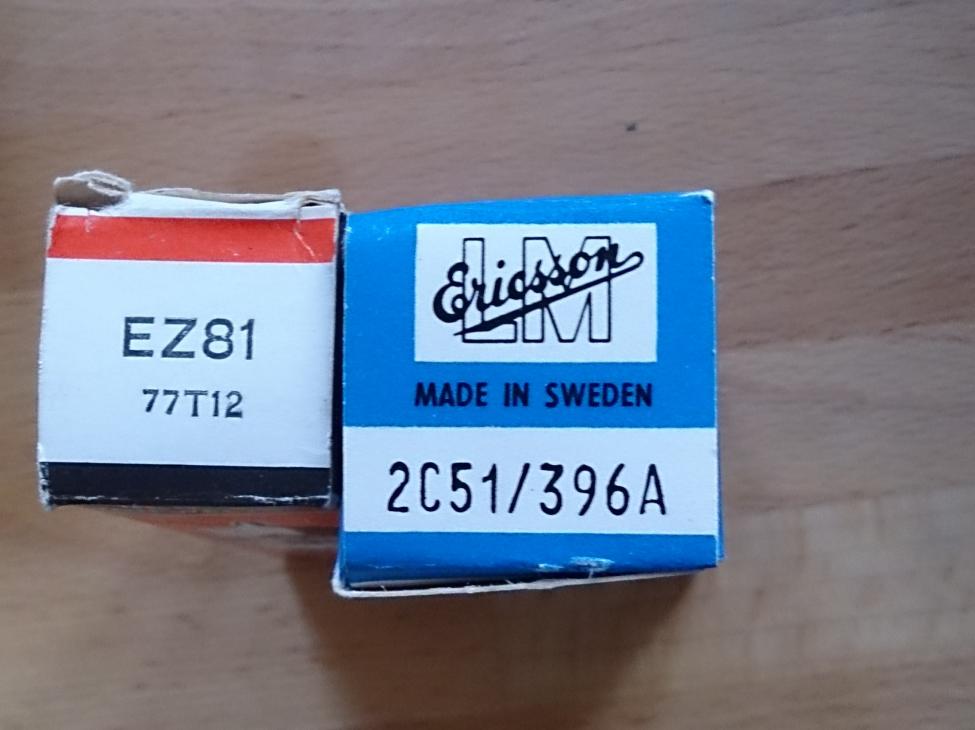 EZ81
77T12
LM
Ericsson
MADE IN SWEDEN
2C51/396A